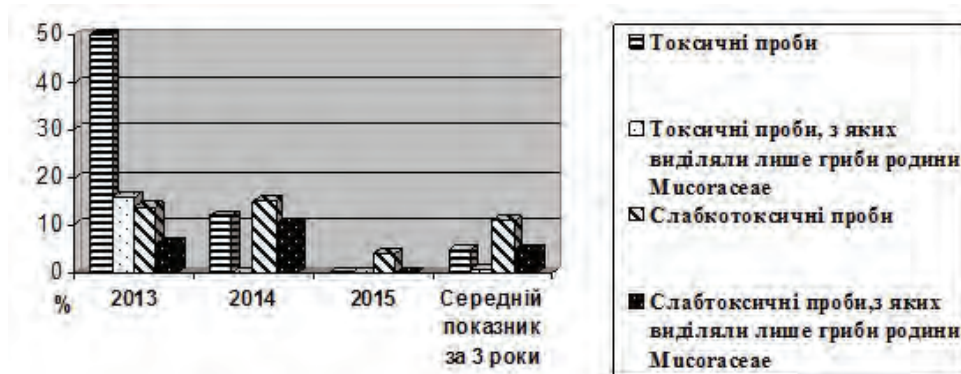 50
40
30
20
10
0
%
2013
2014
2015
Середній
показник
за 3 роки
Токсичні проби
Токсичні проби, з яких
виділяли лише гриби родини
Mucoraceae
Слабкотоксичні проби
Слабтоксичні проби,з яких
виділяли лише гриби родини
Mucoraceae